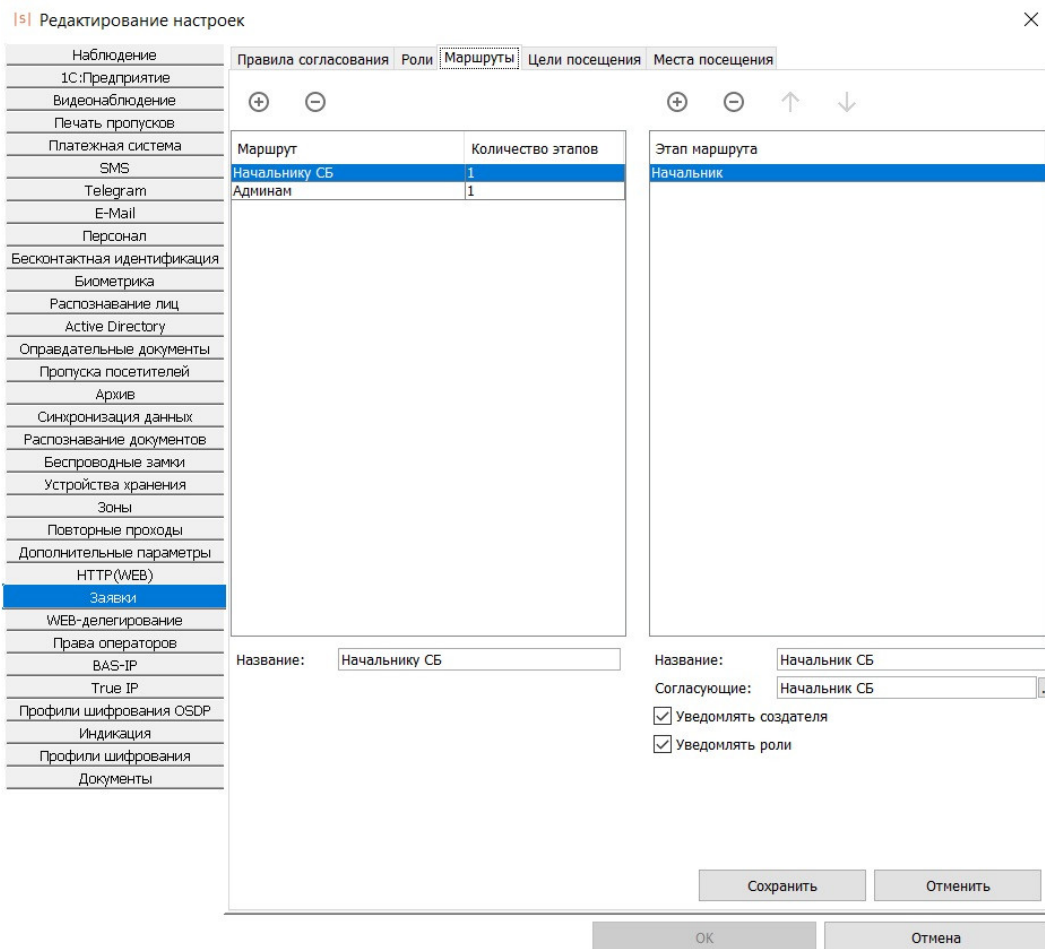 |s| Редактирование настроек
Наблюдение
1С:Предприятие
Видеонаблюдение
Печать пропусков
Платежная система
SMS
Telegram
E-Mail
Персонал
Бесконтактная идентификация
Биометрика
Распознавание лиц
Active Directory
Оправдательные документы
Пропуска посетителей
Архив
Синхронизация данных
Распознавание документов
Беспроводные замки
Устройства хранения
Зоны
Повторные проходы
Дополнительные параметры
HTTP(WEB)
Заявки
WEB-делегирование
Права операторов
BAS-IP
True IP
Профили шифрования OSDP
Индикация
Профили шифрования
Документы
Правила согласования Роли Маршруты Цели посещения Места посещения
Маршрут Количество этапов
Начальнику СБ 1
Админам 1
Название: Начальнику СБ
Этап маршрута
Начальник
Название: Начальник СБ
Согласующие: Начальник СБ
Уведомлять создателя
Уведомлять роли
Сохранить Отменить
OK Отмена